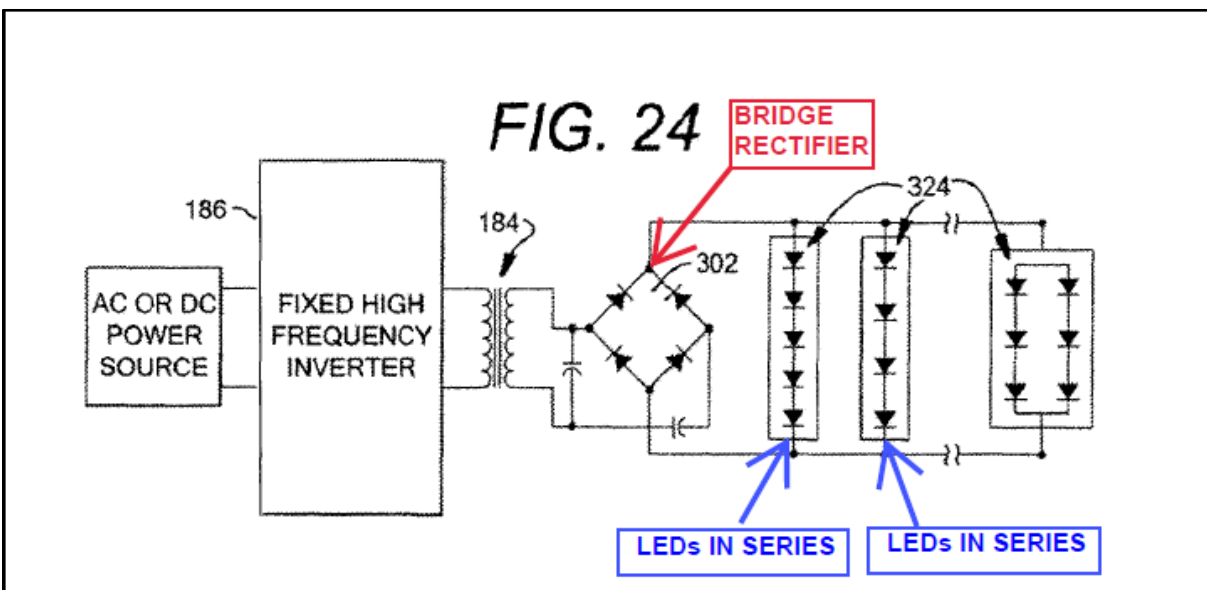 FIG. 24
BRIDGE
RECTIFIER
324
186
184
302
AC OR DC
POWER
SOURCE
FIXED HIGH
FREQUENCY
INVERTER
LEDs IN SERIES
LEDs IN SERIES